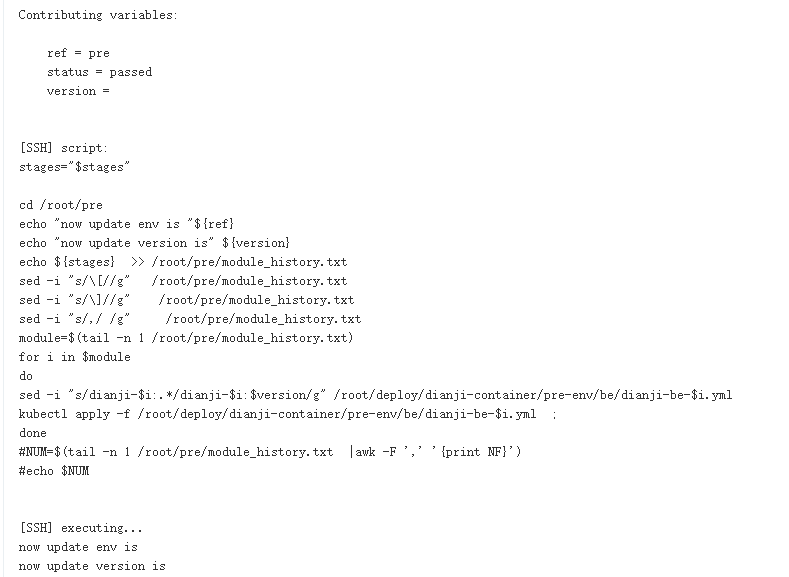 Contributing variables:
ref = pre
status = passed
version =
[SSH] script:
stages="$stages"
cd /root/pre
echo "now update env is "${ref}
echo "now update version is" ${version}
echo ${stages}  >> /root/pre/module_history.txt
sed -i "s/\[//g"   /root/pre/module_history.txt
sed -i "s/\]//g"    /root/pre/module_history.txt
sed -i "s/,/ /g"     /root/pre/module_history.txt
module=$(tail -n 1 /root/pre/module_history.txt)
for i in $module
do
sed -i "s/dianji-$i:.*/dianji-$i:$version/g" /root/deploy/dianji-container/pre-env/be/dianji-be-$i.yml
kubectl apply -f /root/deploy/dianji-container/pre-env/be/dianji-be-$i.yml  ;
done
#NUM=$(tail -n 1 /root/pre/module_history.txt  |awk -F ',' '{print NF}')
#echo $NUM
[SSH] executing...
now update env is
now update version is